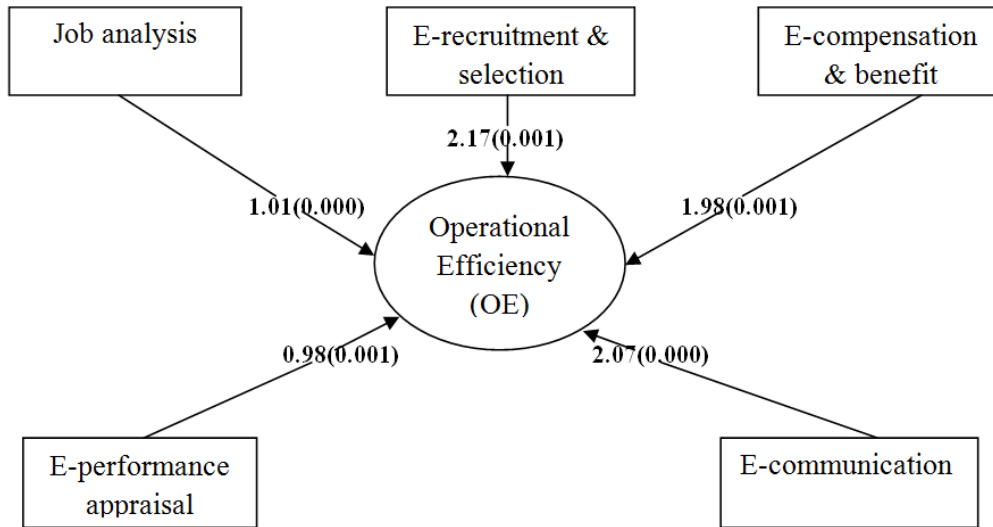 Job analysis
E-recruitment &
selection
E-compensation
& benefit
2.17(0.001)
1.01(0.000)
1.98(0.001)
Operational
Efficiency
(OE)
0.98(0.001)
2.07(0.000)
E-performance
appraisal
E-communication